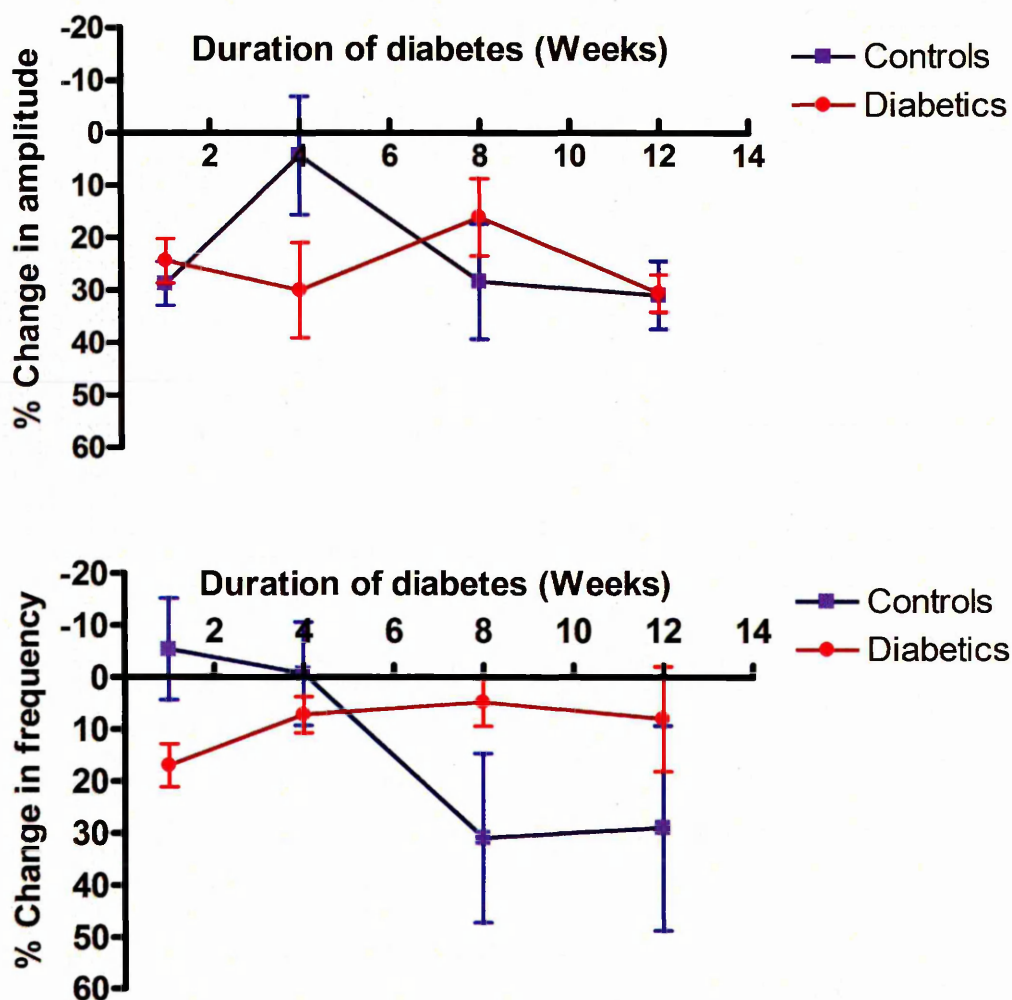 -20
Duration of diabetes (Weeks)
Controls
Diabetics
-10
0
2 4 6 8 10 12 14
10
20
30
40
50
60
% Change in amplitude
-20
Duration of diabetes (Weeks)
Controls
Diabetics
-10
2 4 6 8 10 12 14
0
10
20
30
40
50
60
% Change in frequency